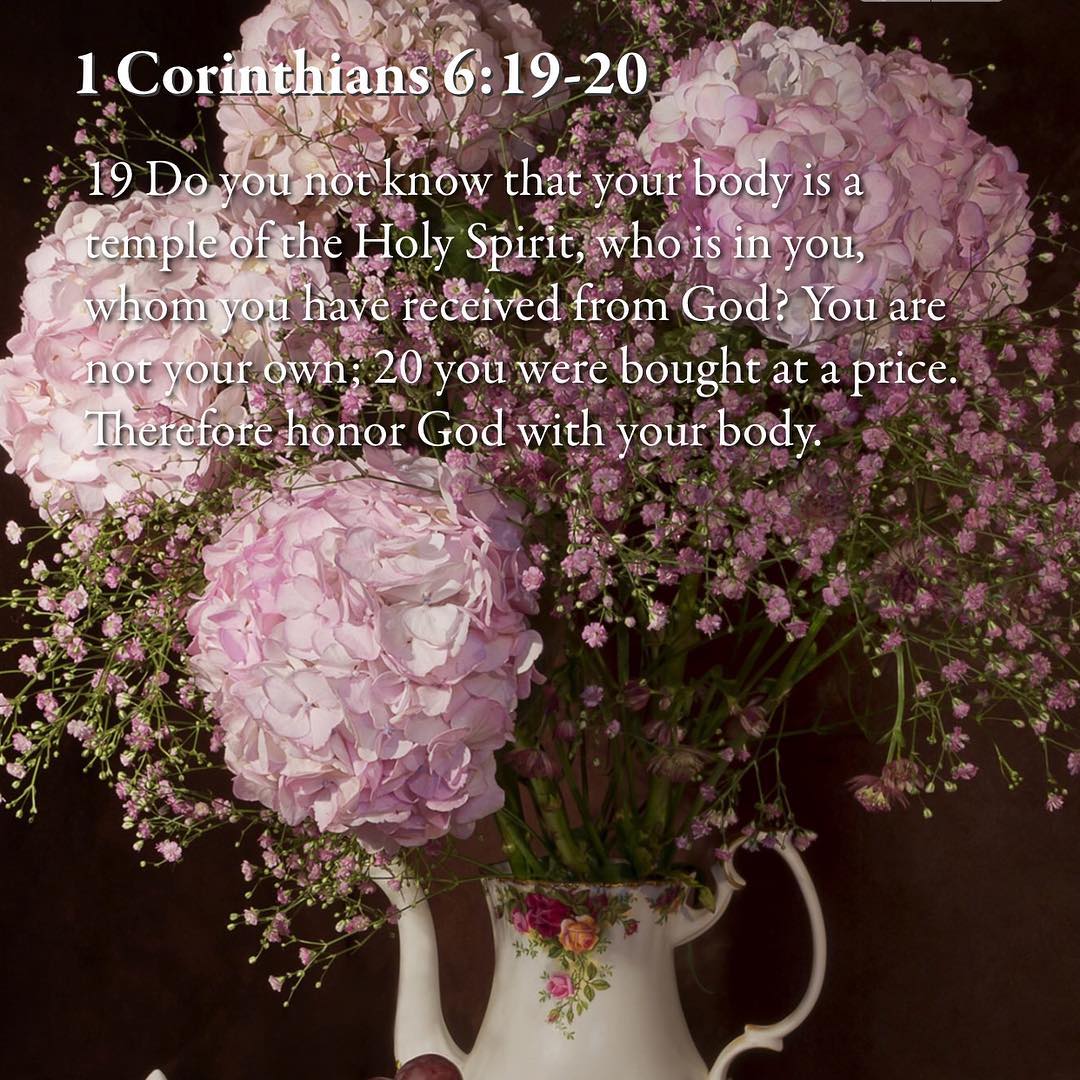 1 Corinthians 6:19-20
19 Do you not know that your body is a
temple of the Holy Spirit, who is in you,
whom you have received from God? You are
not your own; 20 you were bought at a price.
Therefore honor God with your body.